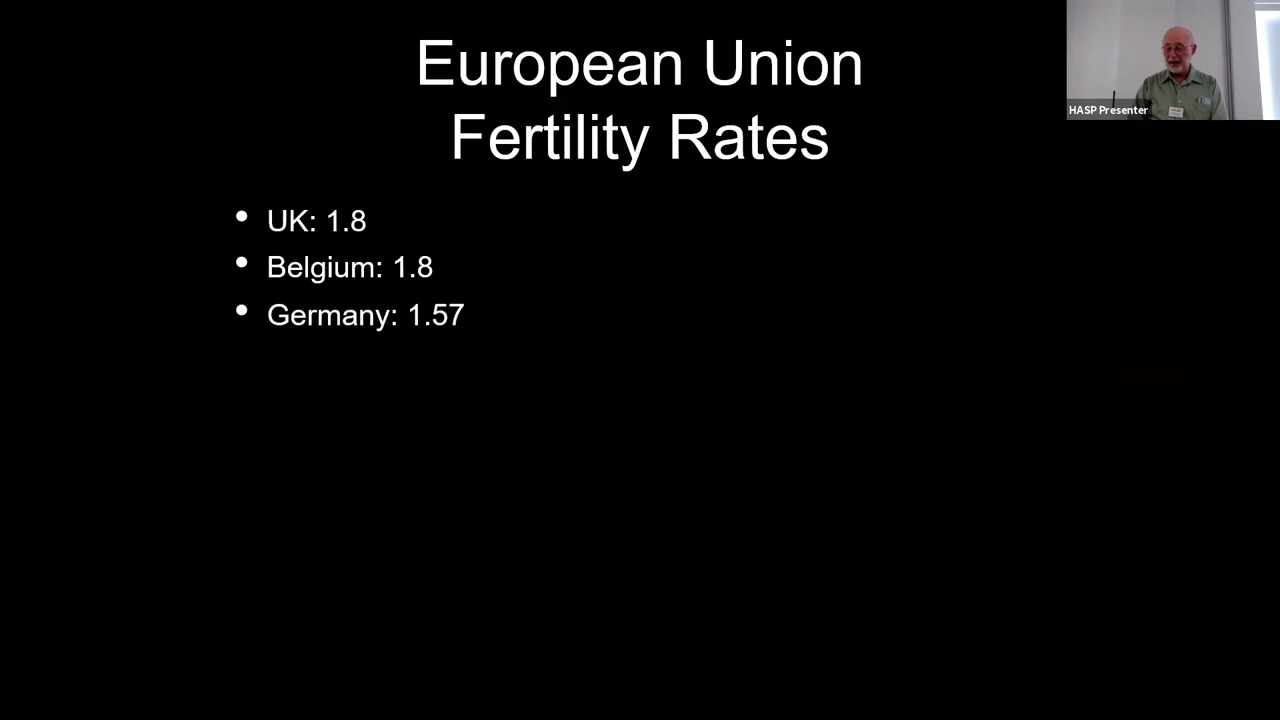 European Union
Fertility Rates
HASP Presenter
• UK: 1.8
• Belgium: 1.8
• Germany: 1.57